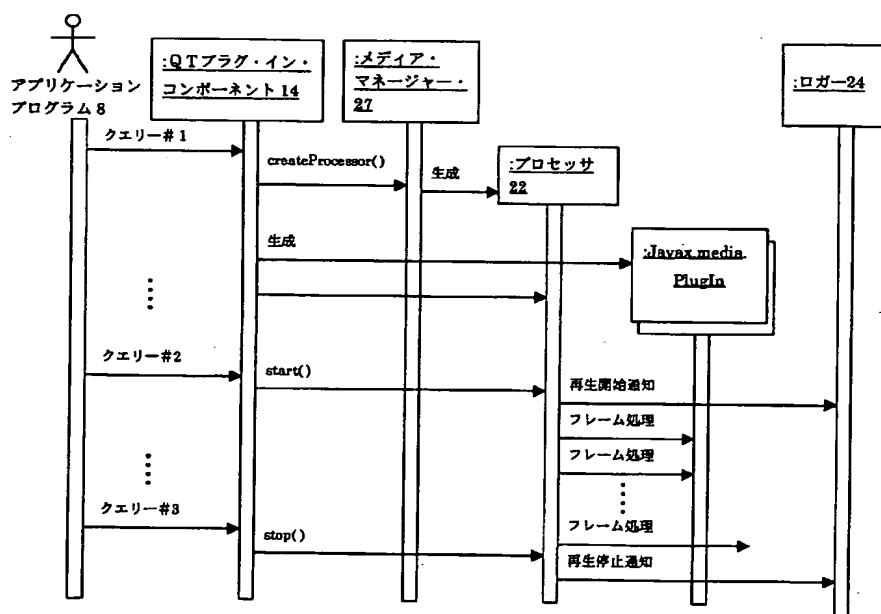 アプリケーション
プログラム8
:QTプラグ・イン・
コンポーネント14
:メディア・
マネージャー・
27
:ロガー24
クエリー#1
createProcessor()
生成
:プロセッサ
22
生成
:Javax.media.
PlugIn
クエリー#2
start()
再生開始通知
フレーム処理
フレーム処理
クエリー#3
stop()
フレーム処理
再生停止通知